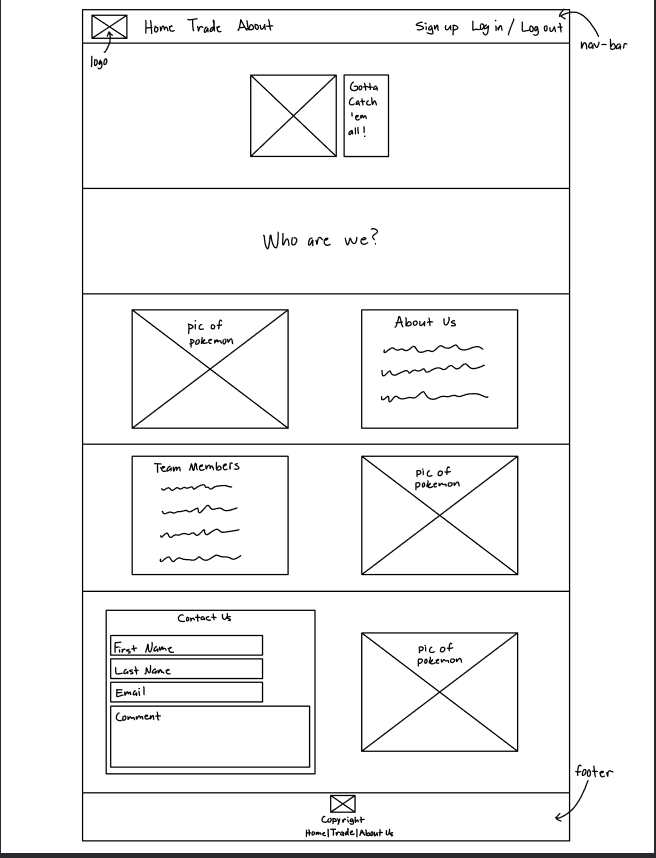 Home Trade About
Sign up Log in / Log out
nav-bar
logo
Gotta
Catch
'em
all!
Who are we?
pic of
pokemon
About Us
Team Members
pic of
pokemon
Contact Us
First Name
Last Name
Email
Comment
pic of
pokemon
footer
Copyright
Home|Trade|About Us